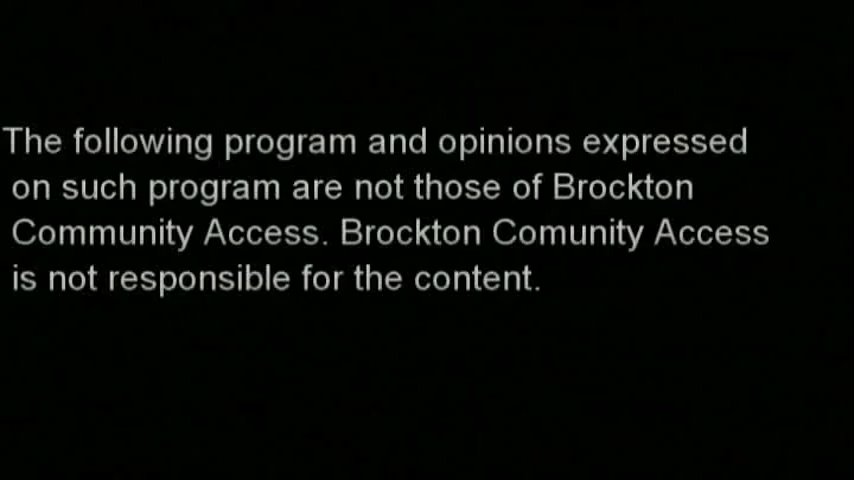 The following program and opinions expressed
on such program are not those of Brockton
Community Access. Brockton Comunity Access
is not responsible for the content.